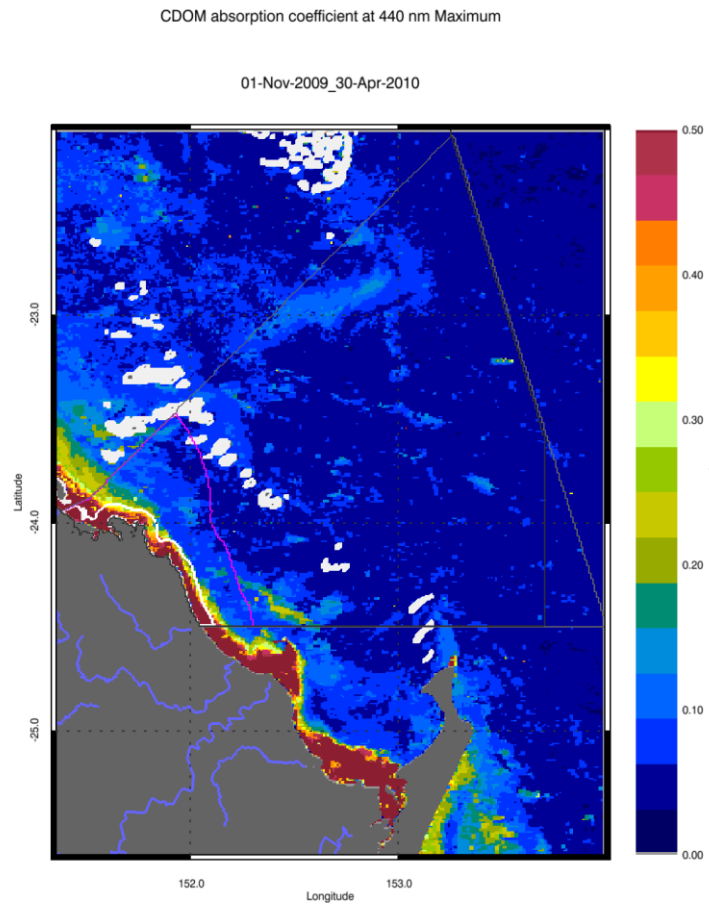 CDOM absorption coefficient at 440 nm Maximum
01-Nov-2009_30-Apr-2010
0.50
0.40
-23.0
0.30
Latitude
-24.0
0.20
0.10
-25.0
0.00
152.0
153.0
Longitude